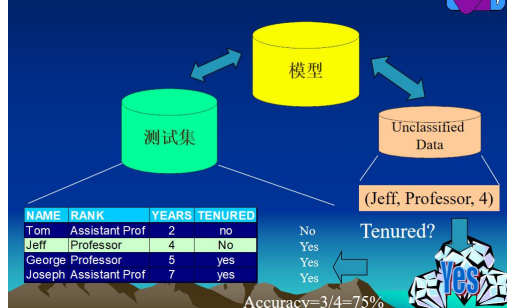 模型
测试集
Unclassified
Data
(Jeff, Professor, 4)
NAME RANK YEARS TENURED
Tom Assistant Prof 2 no
Jeff Professor 4 No
George Professor 5 yes
Joseph Assistant Prof 7 yes
No
Yes
Yes
Yes
Tenured?
Yes
Accuracy=3/4=75%